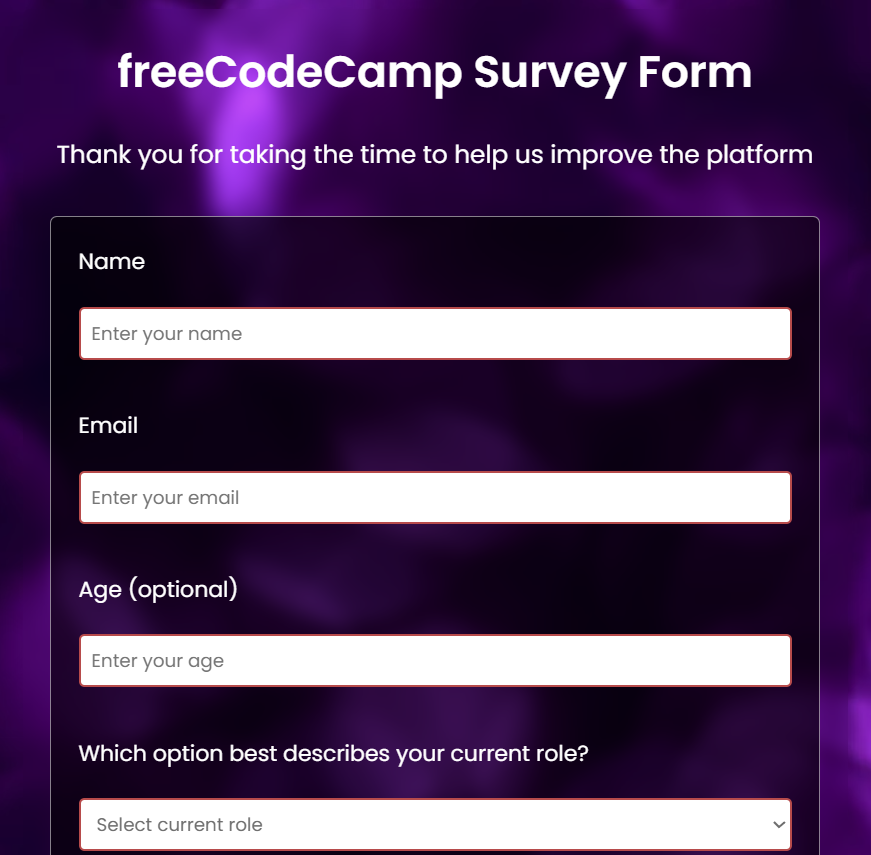 freeCodeCamp Survey Form
Thank you for taking the time to help us improve the platform
Name
Enter your name
Email
Enter your email
Age (optional)
Enter your age
Which option best describes your current role?
Select current role